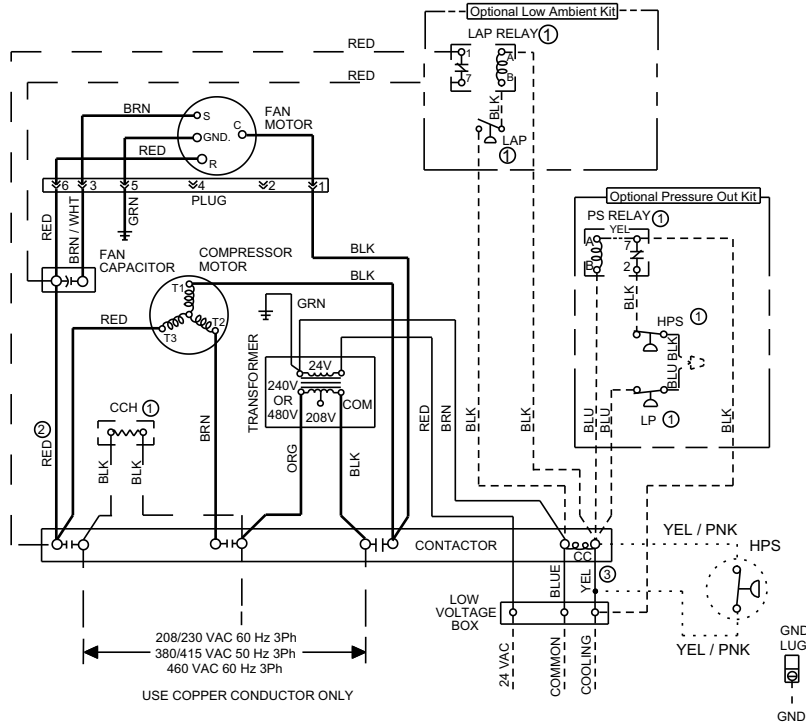 Optional Low Ambient Kit
LAP RELAY ①
RED
1
A
7
B
RED
BLK
LAP
①
BRN
S
FAN
MOTOR
GND.
C
RED
R
6 3 5 4 2 1
PLUG
RED
BRN / WHT
GRN
FAN
CAPACITOR
COMPRESSOR
MOTOR
BLK
BLK
Optional Pressure Out Kit
PS RELAY ①
YEL
A
7
B
2
BLK
HPS ①
BLU BLK
LP ①
T1
T2
T3
RED
GRN
TRANSFORMER
24V
240V
OR
480V
208V
COM
CCH ①
② RED
BLK
BLK
BRN
ORG
BLK
RED
BRN
BLK
BLK
BLU
BLU
BLK
CONTACTOR
CC
YEL / PNK
HPS
BLUE
YEL
③
LOW
VOLTAGE
BOX
YEL / PNK
24 VAC
COMMON
COOLING
GND
LUG
GND
208/230 VAC 60 Hz 3Ph
380/415 VAC 50 Hz 3Ph
460 VAC 60 Hz 3Ph
USE COPPER CONDUCTOR ONLY